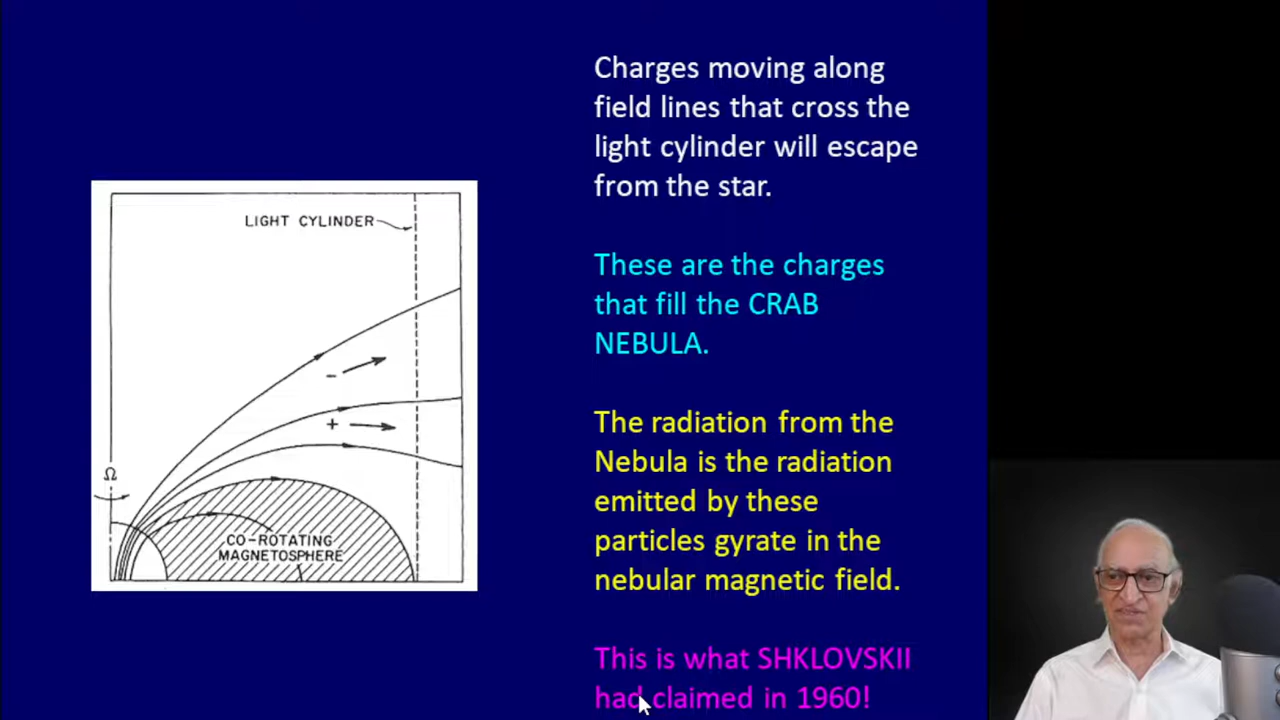 Charges moving along
field lines that cross the
light cylinder will escape
from the star.
These are the charges
that fill the CRAB
NEBULA.
The radiation from the
Nebula is the radiation
emitted by these
particles gyrate in the
nebular magnetic field.
This is what SHKLOVSKII
had claimed in 1960!
LIGHT CYLINDER
-
+
Ω
CO-ROTATING
MAGNETOSPHERE